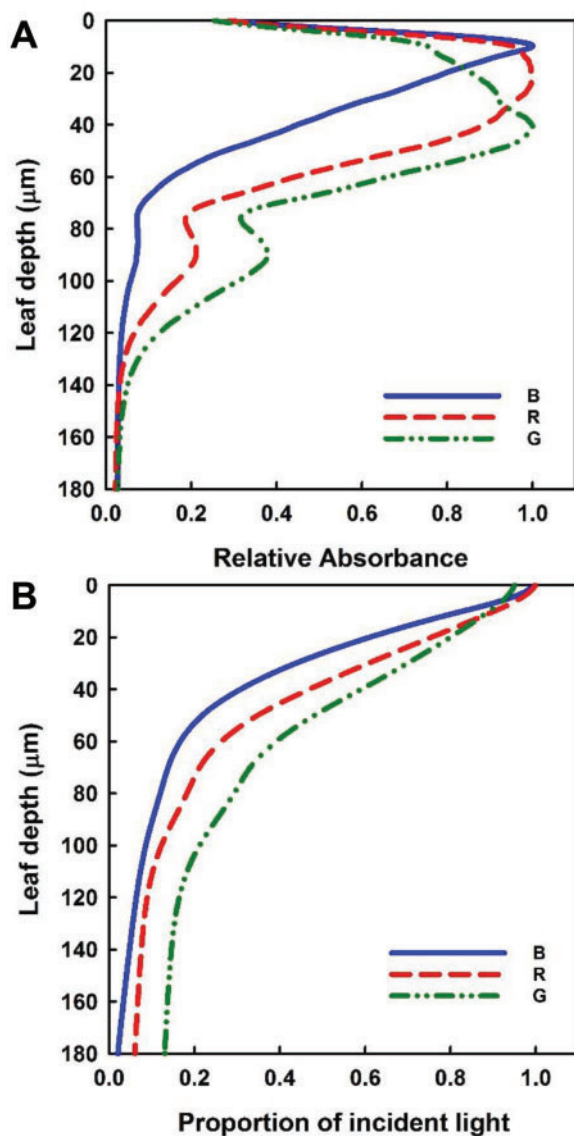 A
0
20
40
60
80
100
120
140
160
180
Leaf depth (μm)
B
R
G
0.0 0.2 0.4 0.6 0.8 1.0
Relative Absorbance
B
0
20
40
60
80
100
120
140
160
180
Leaf depth (μm)
B
R
G
0.0 0.2 0.4 0.6 0.8 1.0
Proportion of incident light